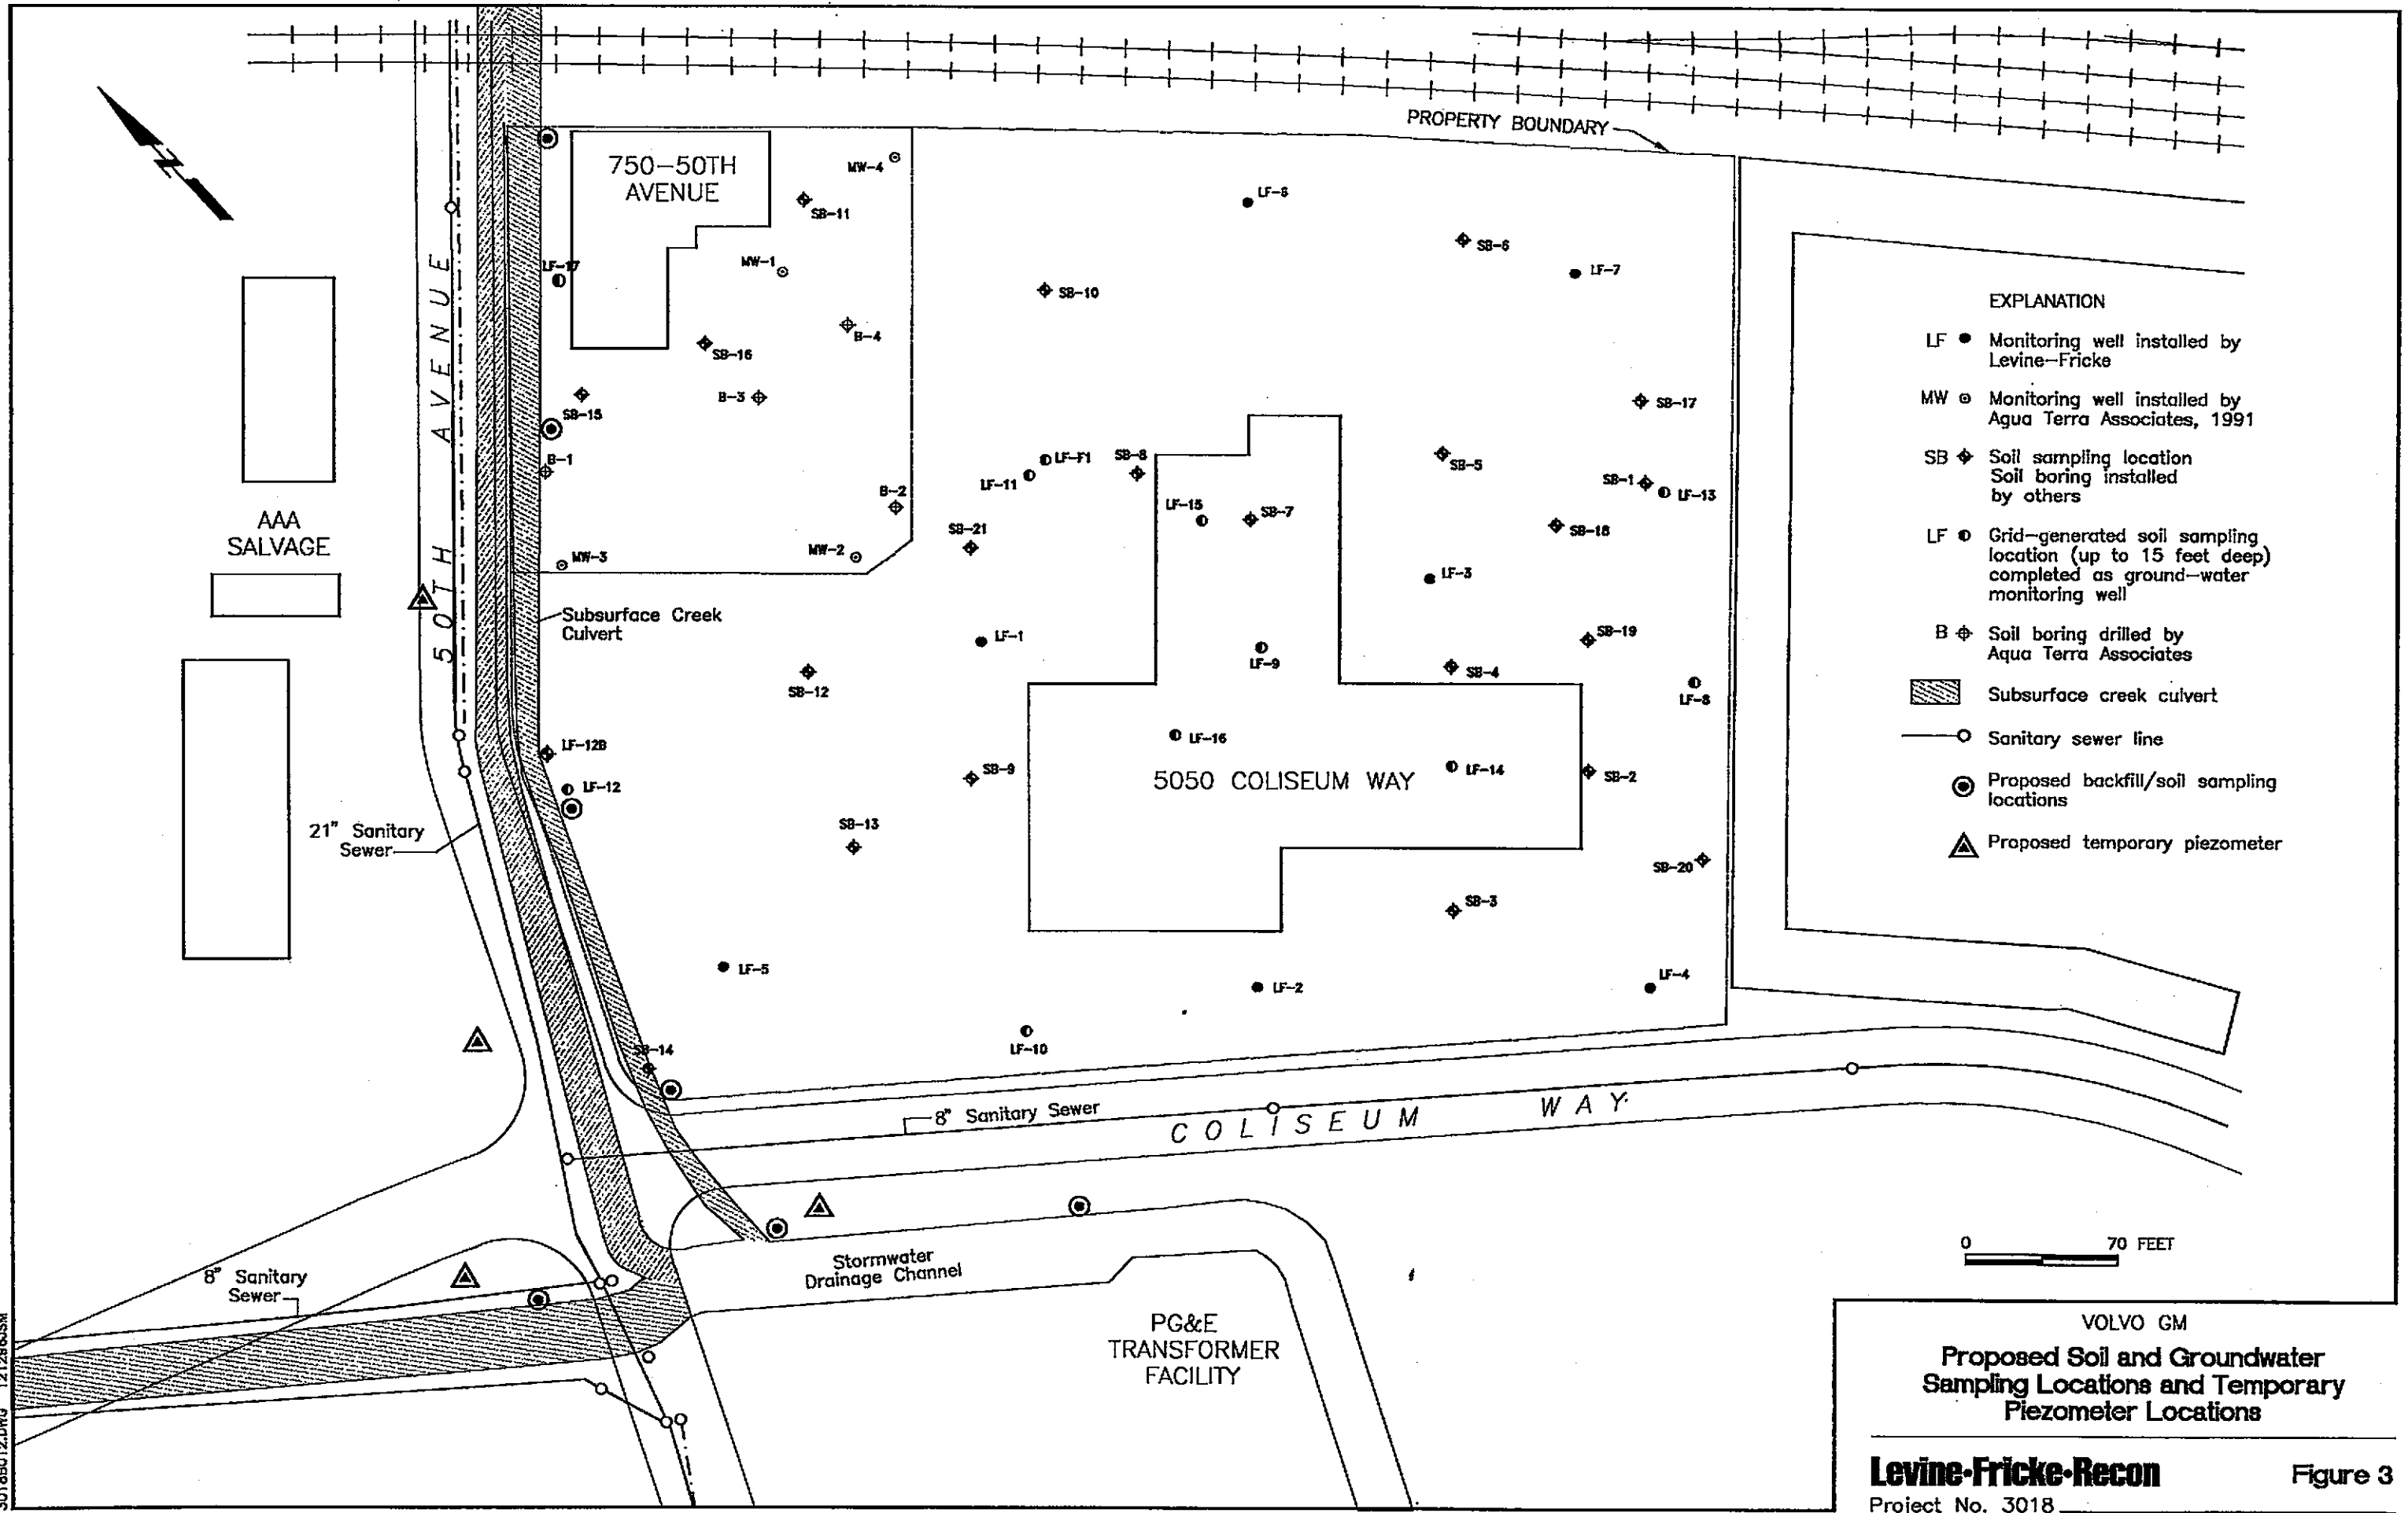 PROPERTY BOUNDARY
750-50TH
AVENUE
MW-4
SB-11
MW-1
LF-17
B-4
SB-16
B-3
SB-15
B-1
B-2
MW-3
MW-2
LF-6
SB-6
LF-7
SB-10
SB-17
SB-5
SB-1
LF-13
SB-18
LF-F1
LF-11
SB-8
LF-15
SB-7
SB-21
LF-3
LF-1
LF-9
SB-19
SB-4
LF-8
SB-12
LF-12B
LF-12
LF-16
LF-14
SB-2
SB-9
5050 COLISEUM WAY
SB-13
SB-20
SB-3
LF-5
LF-2
LF-4
LF-10
SB-14
50TH AVENUE
AAA
SALVAGE
Subsurface Creek
Culvert
21" Sanitary
Sewer
8" Sanitary Sewer
COLISEUM WAY
8" Sanitary
Sewer
Stormwater
Drainage Channel
PG&E
TRANSFORMER
FACILITY
EXPLANATION
LF Monitoring well installed by
Levine-Fricke
MW Monitoring well installed by
Agua Terra Associates, 1991
SB Soil sampling location
Soil boring installed
by others
LF Grid-generated soil sampling
location (up to 15 feet deep)
completed as ground-water
monitoring well
B Soil boring drilled by
Aqua Terra Associates
Subsurface creek culvert
Sanitary sewer line
Proposed backfill/soil sampling
locations
Proposed temporary piezometer
0 70 FEET
VOLVO GM
Proposed Soil and Groundwater
Sampling Locations and Temporary
Piezometer Locations
Levine•Fricke•Recon
Figure 3
Project No. 3018